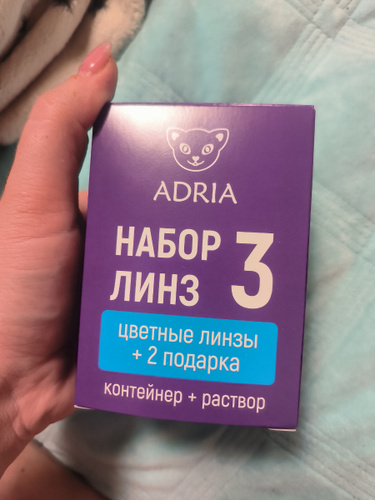 ADRIA
НАБОР
ЛИНЗ
3
цветные линзы
+ 2 подарка
контейнер + раствор